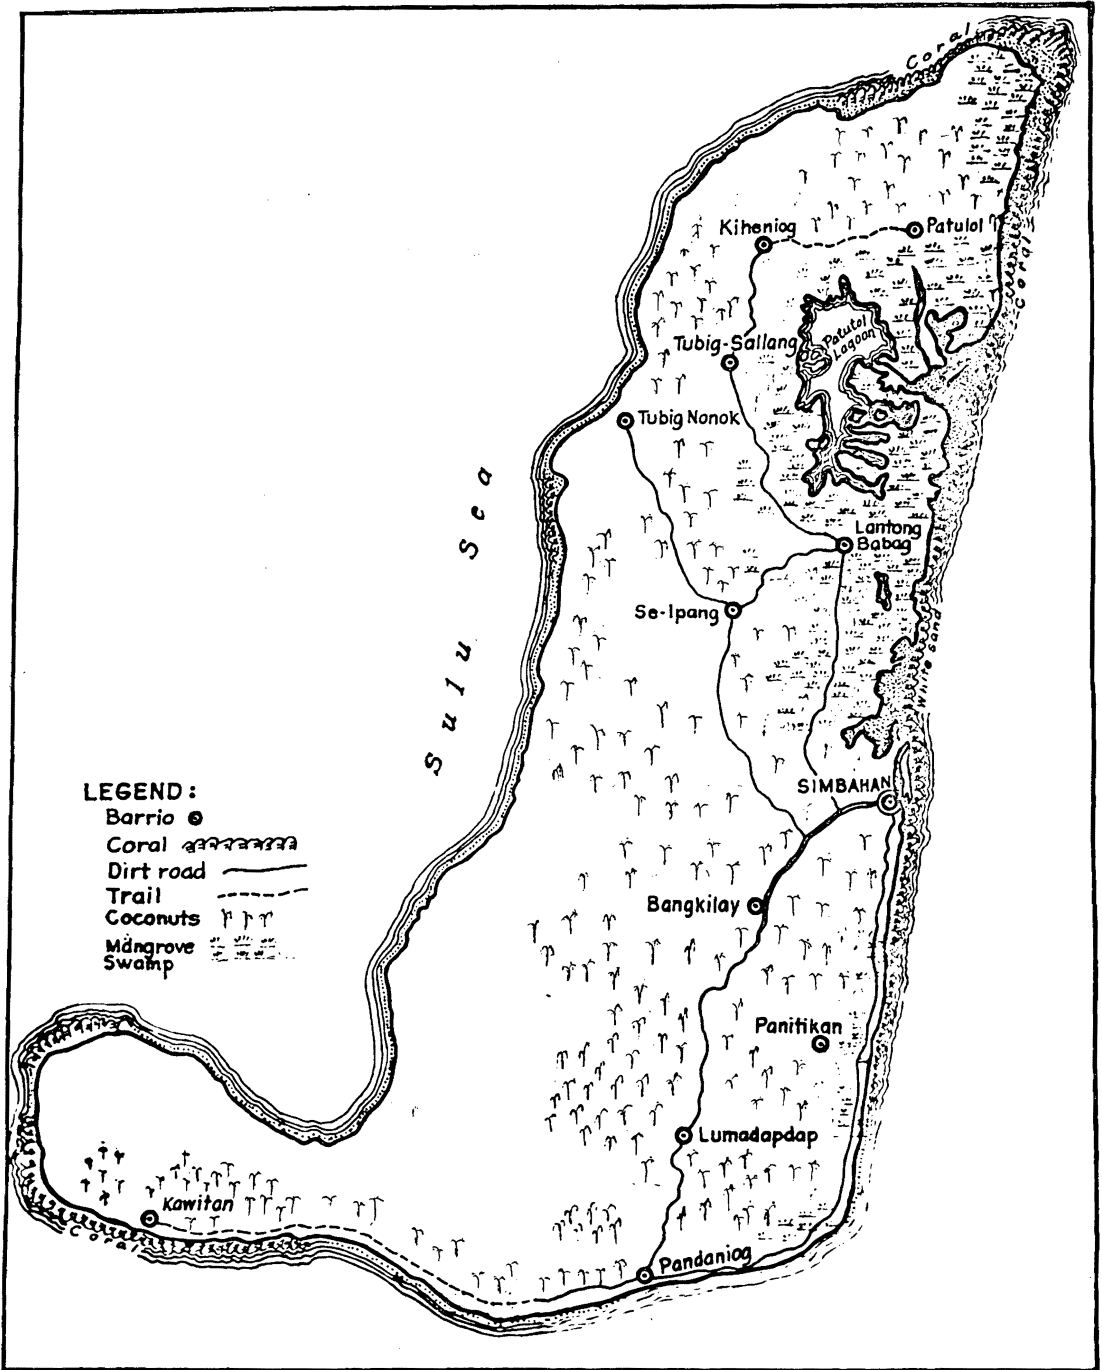 Coral
Kiheniog
Patulol
Coral
Patulol
Lagoon
Tubig-Sallang
Tubig Nonok
Sulu Sea
Lantong
Babag
Se-Ipang
White Sand
SIMBAHAN
LEGEND:
Barrio
Coral
Dirt road
Trail
Coconuts
Mangrove
Swamp
Bangkilay
Panitikan
Lumadapdap
Kawitan
Coral
Pandaniog